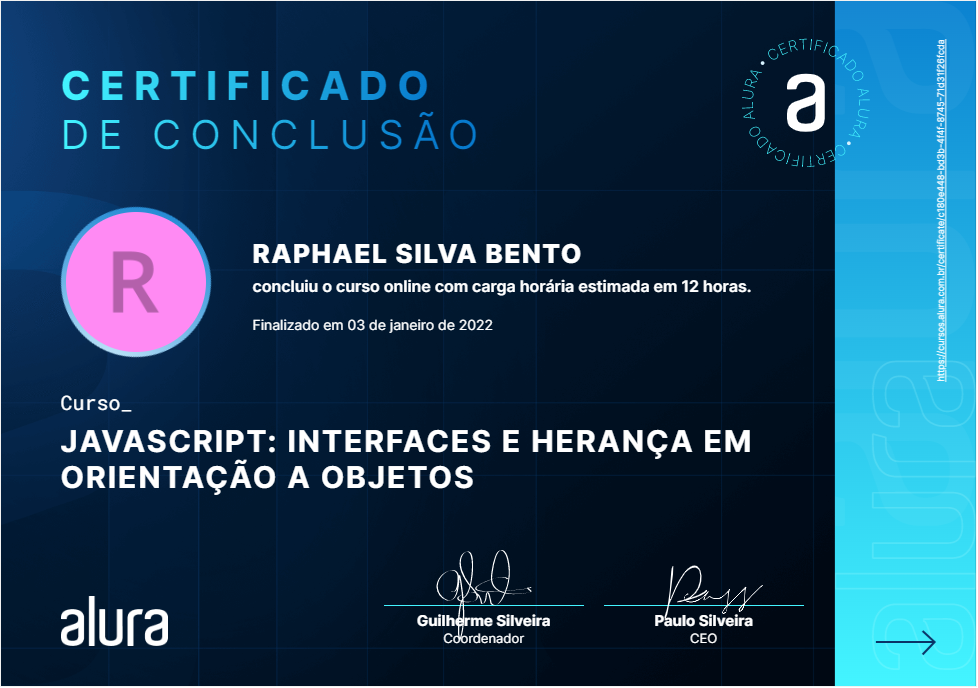 CERTIFICADO
DE CONCLUSÃO
CERTIFICADO ALURA • CERTIFICADO ALURA •
a
R
RAPHAEL SILVA BENTO
concluiu o curso online com carga horária estimada em 12 horas.
Finalizado em 03 de janeiro de 2022
https://cursos.alura.com.br/certificate/c180e448-bd3b-4f4f-8745-71d31f26fcda
Curso_
JAVASCRIPT: INTERFACES E HERANÇA EM
ORIENTAÇÃO A OBJETOS
alura
Guilherme Silveira
Coordenador
Paulo Silveira
CEO
alura